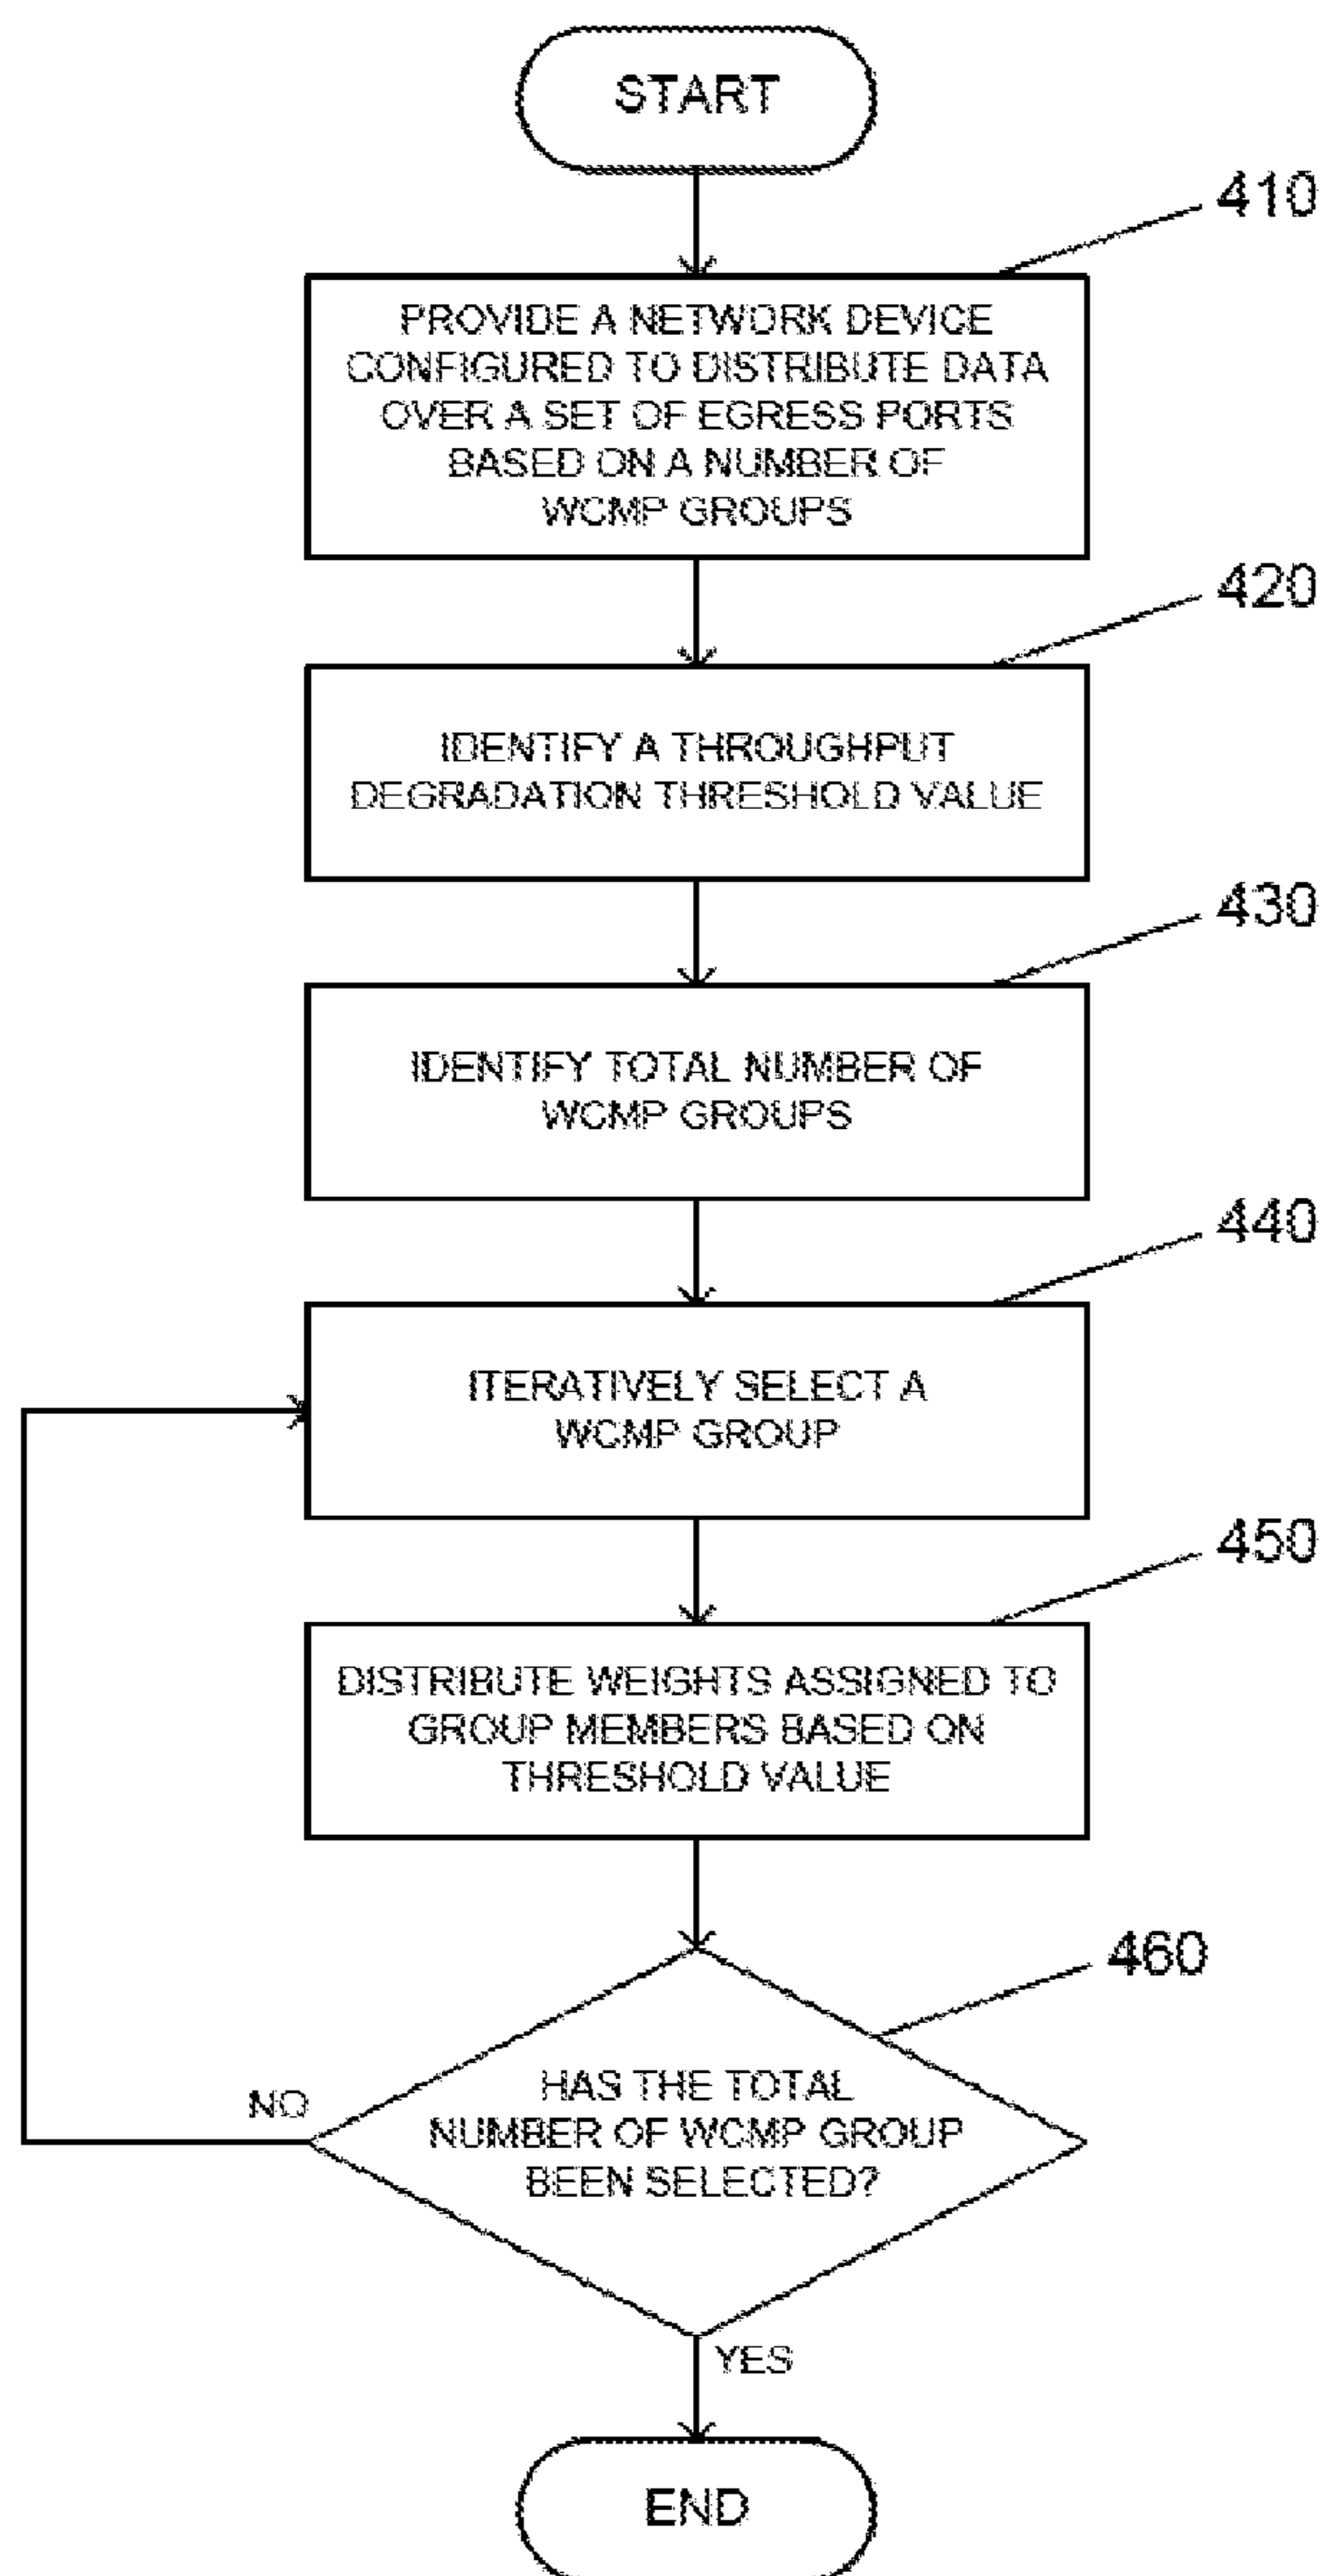 START
410
PROVIDE A NETWORK DEVICE
CONFIGURED TO DISTRIBUTE DATA
OVER A SET OF EGRESS PORTS
BASED ON A NUMBER OF
WCMP GROUPS
420
IDENTIFY A THROUGHPUT
DEGRADATION THRESHOLD VALUE
430
IDENTIFY TOTAL NUMBER OF
WCMP GROUPS
440
ITERATIVELY SELECT A
WCMP GROUP
450
DISTRIBUTE WEIGHTS ASSIGNED TO
GROUP MEMBERS BASED ON
THRESHOLD VALUE
460
HAS THE TOTAL
NUMBER OF WCMP GROUP
BEEN SELECTED?
NO
YES
END